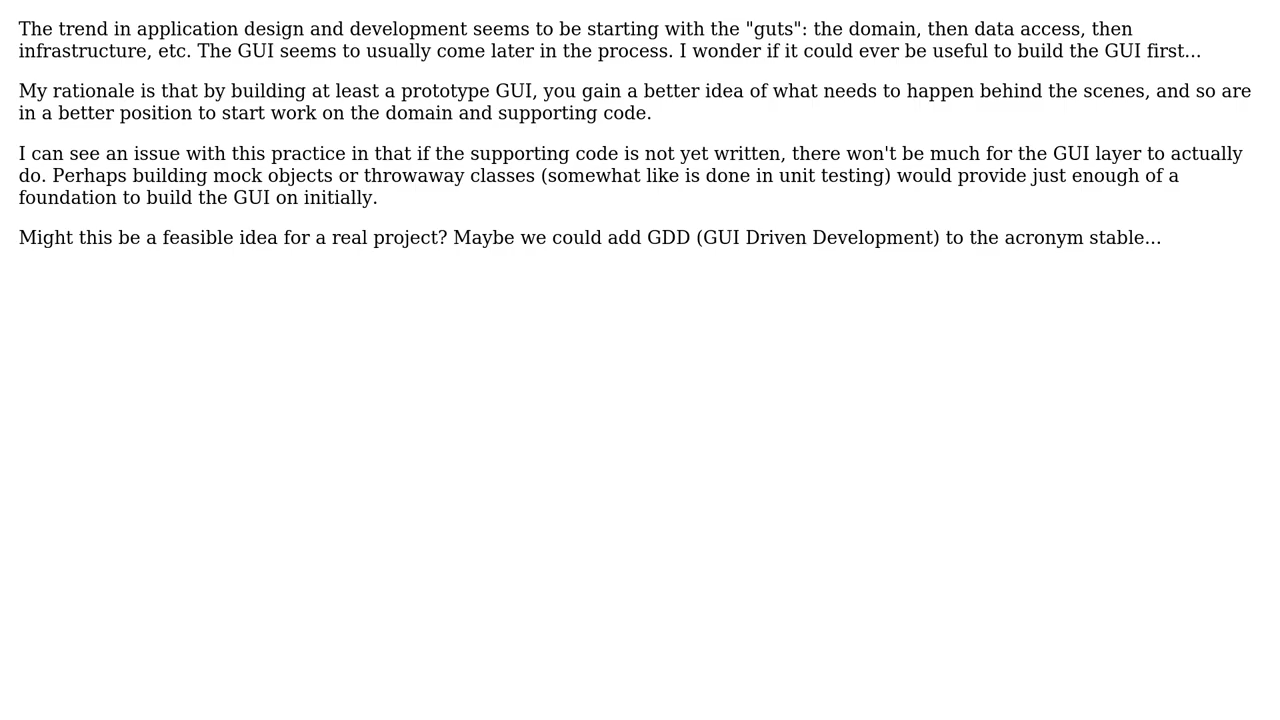 The trend in application design and development seems to be starting with the "guts": the domain, then data access, then
infrastructure, etc. The GUI seems to usually come later in the process. I wonder if it could ever be useful to build the GUI first...
My rationale is that by building at least a prototype GUI, you gain a better idea of what needs to happen behind the scenes, and so are
in a better position to start work on the domain and supporting code.
I can see an issue with this practice in that if the supporting code is not yet written, there won't be much for the GUI layer to actually
do. Perhaps building mock objects or throwaway classes (somewhat like is done in unit testing) would provide just enough of a
foundation to build the GUI on initially.
Might this be a feasible idea for a real project? Maybe we could add GDD (GUI Driven Development) to the acronym stable...